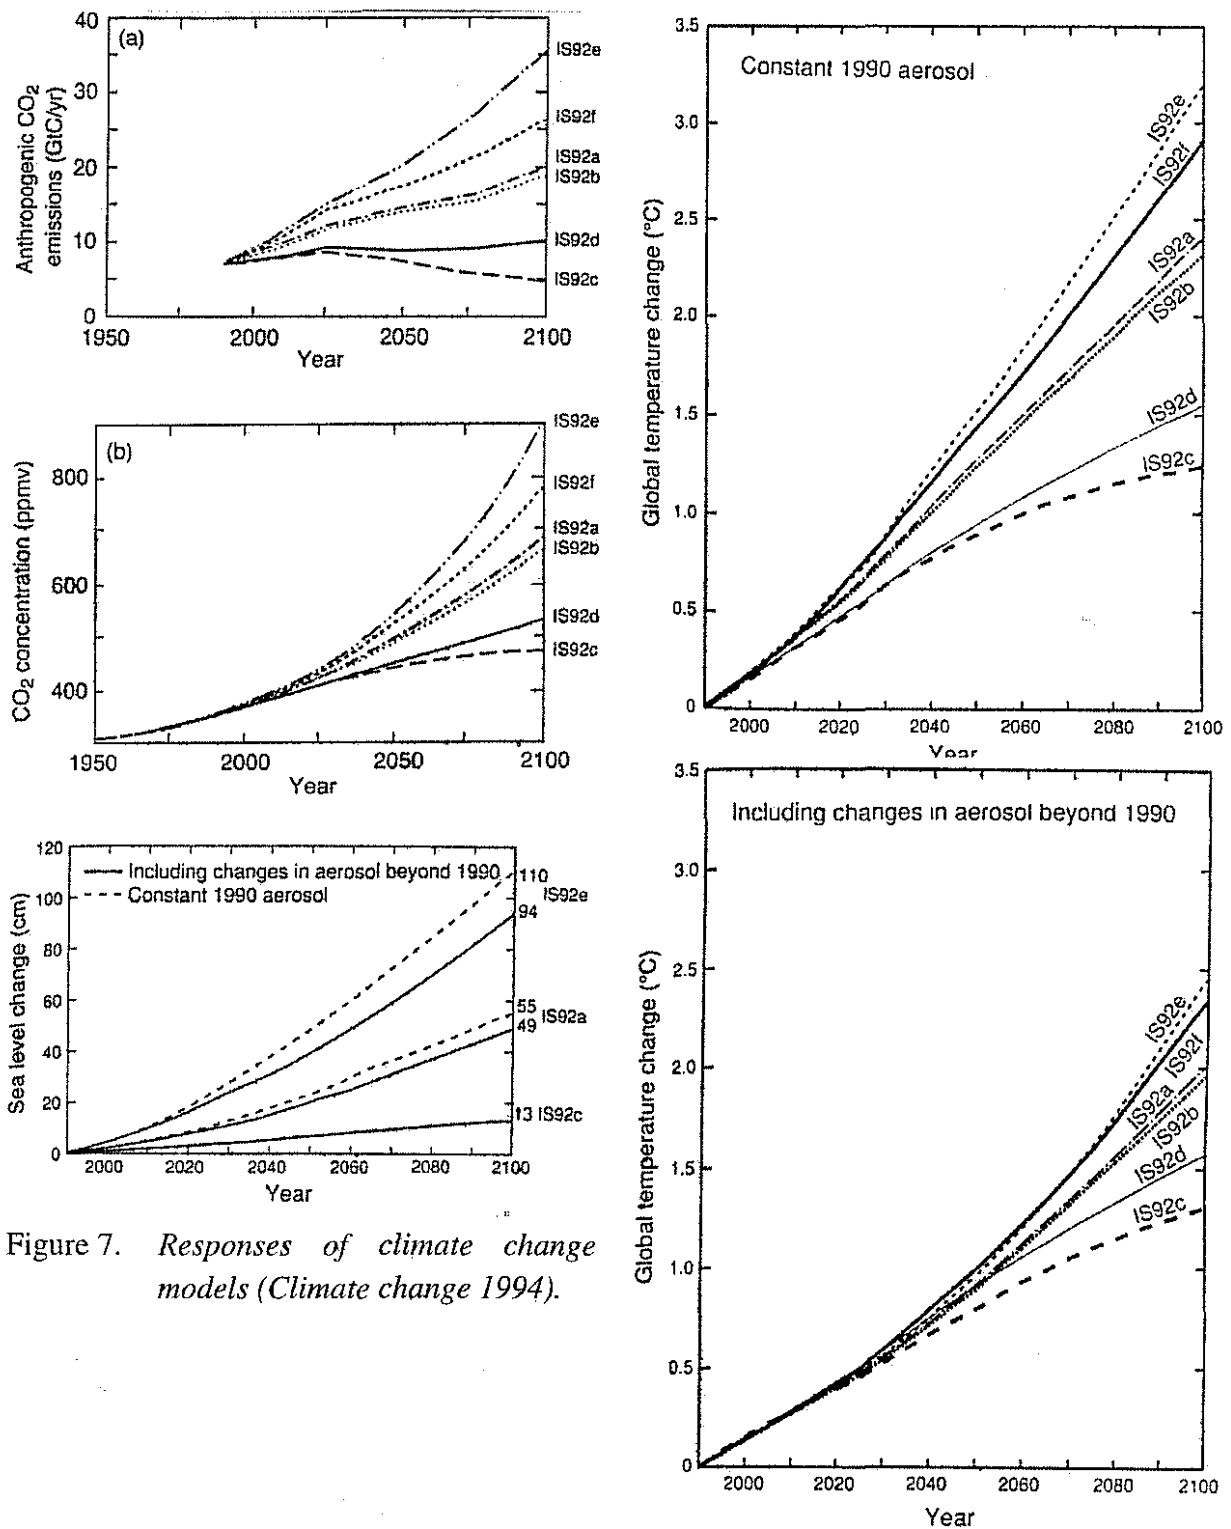 40
(a)
30
20
10
0
Anthropogenic CO2
emissions (GtC/yr)
IS92e
IS92f
IS92a
IS92b
IS92d
IS92c
1950
2000
2050
2100
Year
(b)
800
600
400
CO2 concentration (ppmv)
IS92e
IS92f
IS92a
IS92b
IS92d
IS92c
1950
2000
2050
2100
Year
120
100
80
60
40
20
0
Sea level change (cm)
Including changes in aerosol beyond 1990
Constant 1990 aerosol
110
IS92e
94
55
IS92a
49
13 IS92c
2000
2020
2040
2060
2080
2100
Year
Figure 7. Responses of climate change
models (Climate change 1994).
3.5
3.0
2.5
2.0
1.5
1.0
0.5
0
Global temperature change (°C)
Constant 1990 aerosol
IS92e
IS92f
IS92a
IS92b
IS92d
IS92c
2000
2020
2040
2060
2080
2100
Year
3.5
3.0
2.5
2.0
1.5
1.0
0.5
0
Global temperature change (°C)
Including changes in aerosol beyond 1990
IS92e
IS92f
IS92a
IS92b
IS92d
IS92c
2000
2020
2040
2060
2080
2100
Year